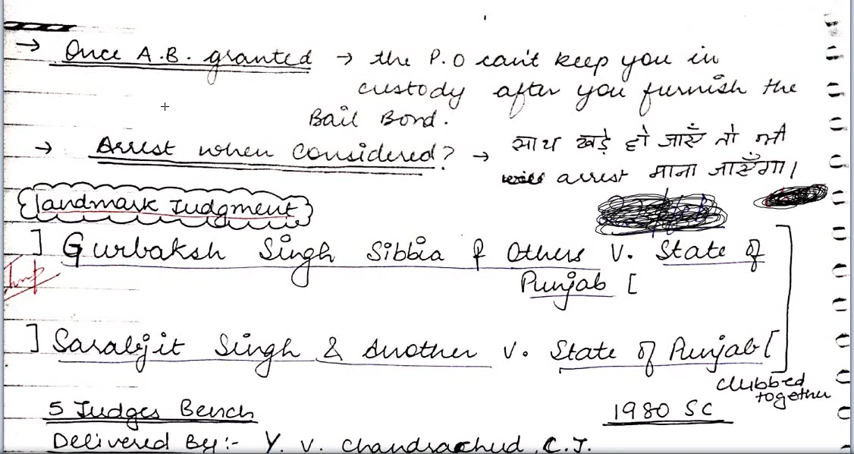 → Once A.B. granted → the P.O can't keep you in
custody after you furnish the
Bail Bond.
→ Arrest when considered? → साथ खड़े हो जाएँ तो भी
arrest माना जाएँगा।
Landmark Judgment
] Gurbaksh Singh Sibbia & Others V. State of
Imp
Punjab [
] Sarabjit Singh & Another v. State of Punjab [
clubbed
together
5 Judges Bench 1980 SC
Delivered By:- Y. V. Chandrachud, C.J.